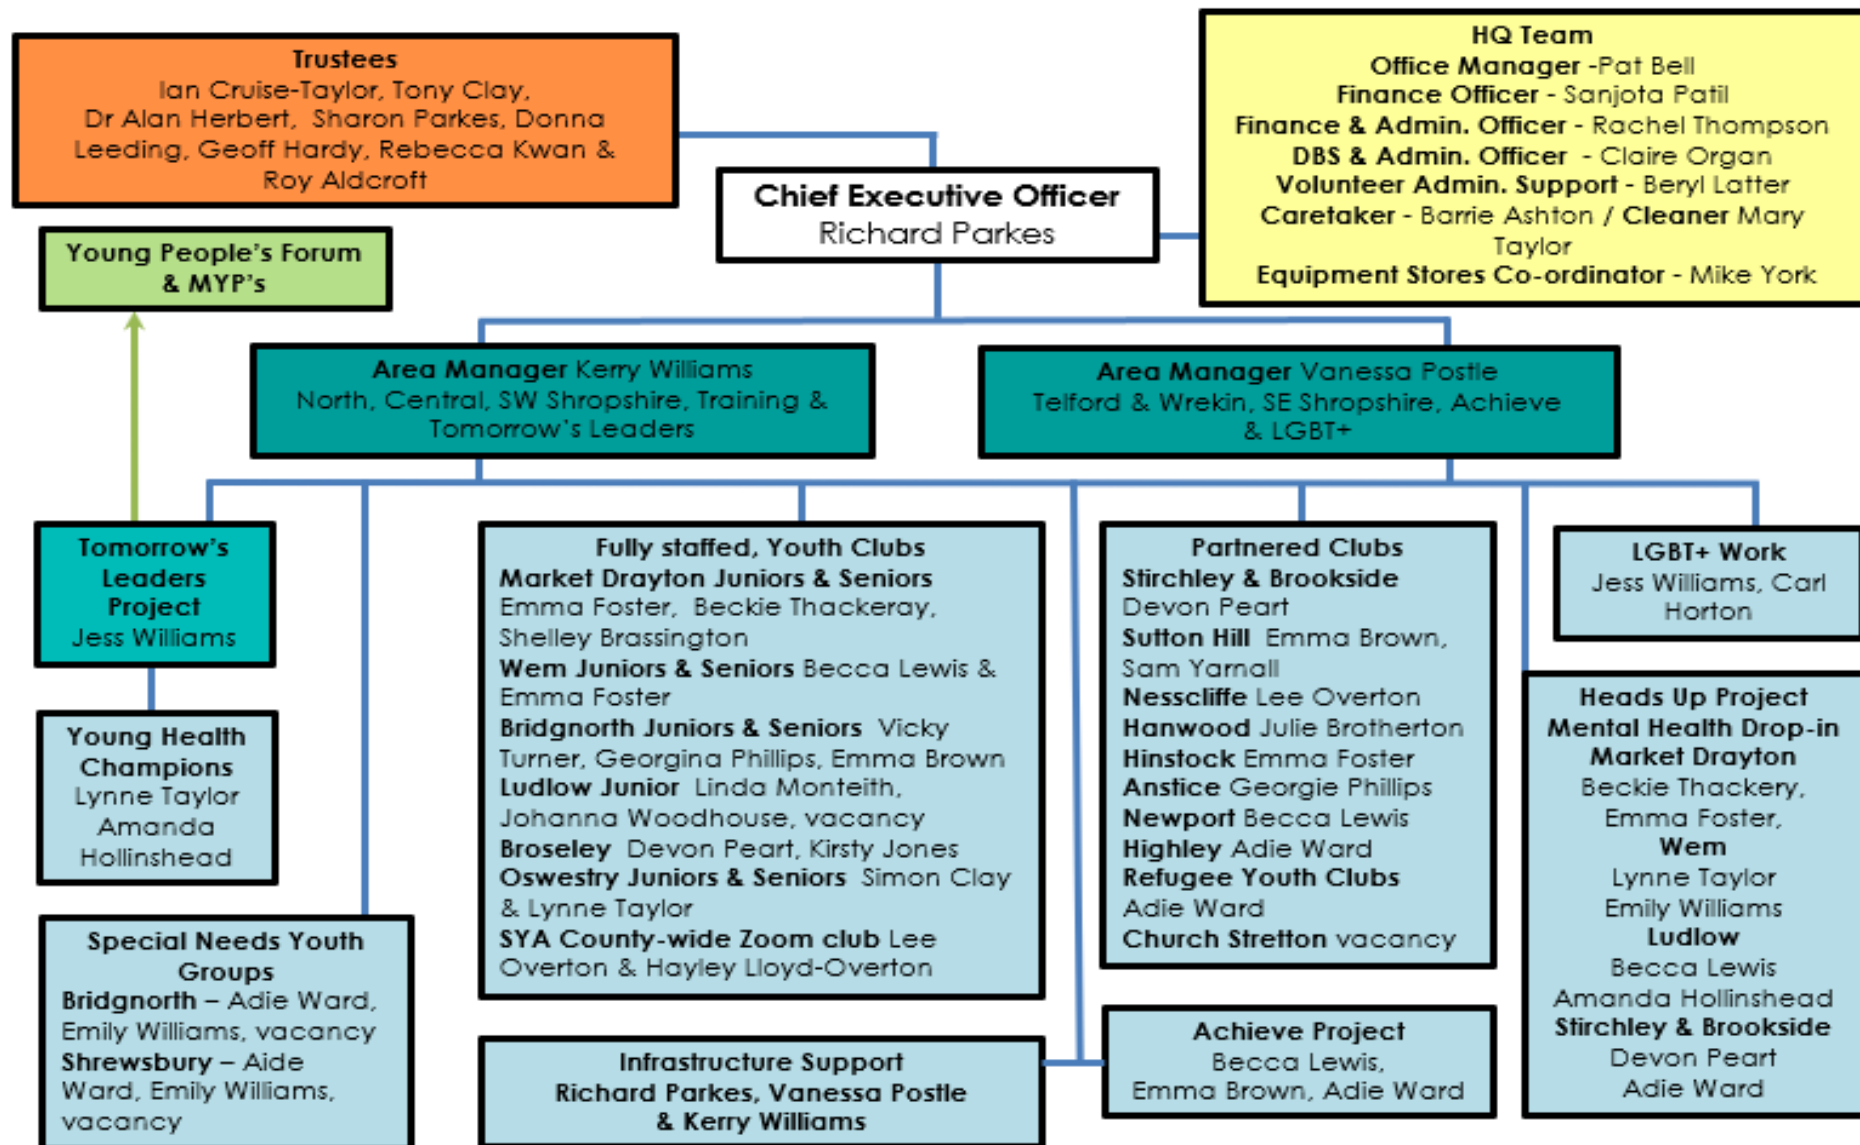 Trustees
Ian Cruise-Taylor, Tony Clay,
Dr Alan Herbert, Sharon Parkes, Donna
Leeding, Geoff Hardy, Rebecca Kwan &
Roy Aldcroft
HQ Team
Office Manager -Pat Bell
Finance Officer - Sanjota Patil
Finance & Admin. Officer - Rachel Thompson
DBS & Admin. Officer - Claire Organ
Volunteer Admin. Support - Beryl Latter
Caretaker - Barrie Ashton / Cleaner Mary
Taylor
Equipment Stores Co-ordinator - Mike York
Chief Executive Officer
Richard Parkes
Young People's Forum
& MYP's
Area Manager Kerry Williams
North, Central, SW Shropshire, Training &
Tomorrow's Leaders
Area Manager Vanessa Postle
Telford & Wrekin, SE Shropshire, Achieve
& LGBT+
Tomorrow's
Leaders
Project
Jess Williams
Young Health
Champions
Lynne Taylor
Amanda
Hollinshead
Special Needs Youth
Groups
Bridgnorth – Adie Ward,
Emily Williams, vacancy
Shrewsbury – Aide
Ward, Emily Williams,
vacancy
Fully staffed, Youth Clubs
Market Drayton Juniors & Seniors
Emma Foster, Beckie Thackeray,
Shelley Brassington
Wem Juniors & Seniors Becca Lewis &
Emma Foster
Bridgnorth Juniors & Seniors Vicky
Turner, Georgina Phillips, Emma Brown
Ludlow Junior Linda Monteith,
Johanna Woodhouse, vacancy
Broseley Devon Peart, Kirsty Jones
Oswestry Juniors & Seniors Simon Clay
& Lynne Taylor
SYA County-wide Zoom club Lee
Overton & Hayley Lloyd-Overton
Infrastructure Support
Richard Parkes, Vanessa Postle
& Kerry Williams
Partnered Clubs
Stirchley & Brookside
Devon Peart
Sutton Hill Emma Brown,
Sam Yarnall
Nesscliffe Lee Overton
Hanwood Julie Brotherton
Hinstock Emma Foster
Anstice Georgie Phillips
Newport Becca Lewis
Highley Adie Ward
Refugee Youth Clubs
Adie Ward
Church Stretton vacancy
Achieve Project
Becca Lewis,
Emma Brown, Adie Ward
LGBT+ Work
Jess Williams, Carl
Horton
Heads Up Project
Mental Health Drop-in
Market Drayton
Beckie Thackery,
Emma Foster,
Wem
Lynne Taylor
Emily Williams
Ludlow
Becca Lewis
Amanda Hollinshead
Stirchley & Brookside
Devon Peart
Adie Ward